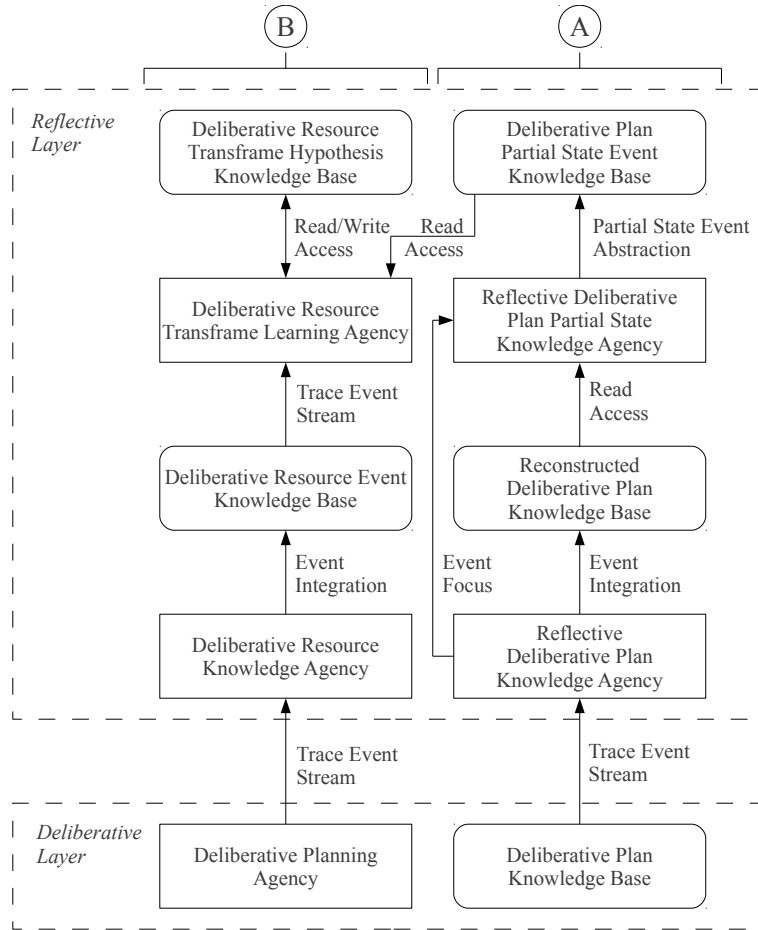 B
A
Reflective
Layer
Deliberative Resource
Transframe Hypothesis
Knowledge Base
Deliberative Plan
Partial State Event
Knowledge Base
Read/Write
Access
Read
Access
Partial State Event
Abstraction
Deliberative Resource
Transframe Learning Agency
Reflective Deliberative
Plan Partial State
Knowledge Agency
Trace Event
Stream
Read
Access
Deliberative Resource Event
Knowledge Base
Reconstructed
Deliberative Plan
Knowledge Base
Event
Integration
Event
Focus
Event
Integration
Deliberative Resource
Knowledge Agency
Reflective
Deliberative Plan
Knowledge Agency
Trace Event
Stream
Trace Event
Stream
Deliberative
Layer
Deliberative Planning
Agency
Deliberative Plan
Knowledge Base